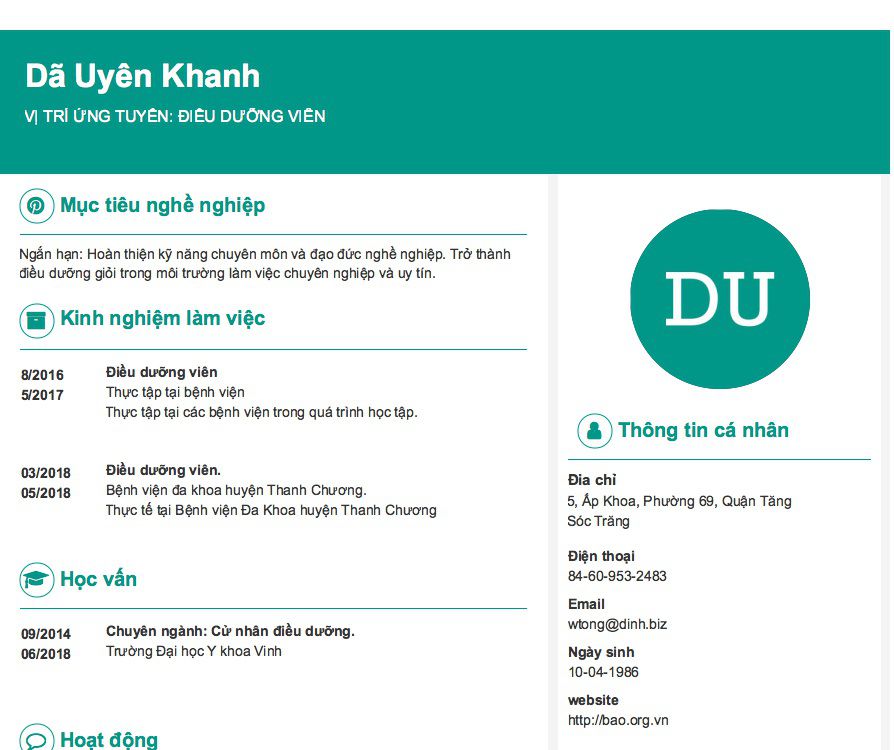 Dã Uyên Khanh
VỊ TRÍ ỨNG TUYỂN: ĐIỀU DƯỠNG VIÊN
Mục tiêu nghề nghiệp
Ngắn hạn: Hoàn thiện kỹ năng chuyên môn và đạo đức nghề nghiệp. Trở thành
điều dưỡng giỏi trong môi trường làm việc chuyên nghiệp và uy tín.
Kinh nghiệm làm việc
8/2016
5/2017
Điều dưỡng viên
Thực tập tại bệnh viện
Thực tập tại các bệnh viện trong quá trình học tập.
03/2018
05/2018
Điều dưỡng viên.
Bệnh viện đa khoa huyện Thanh Chương.
Thực tế tại Bệnh viện Đa Khoa huyện Thanh Chương
Học vấn
09/2014
06/2018
Chuyên ngành: Cử nhân điều dưỡng.
Trường Đại học Y khoa Vinh
Hoạt động
DU
Thông tin cá nhân
Địa chỉ
5, Ấp Khoa, Phường 69, Quận Tăng
Sóc Trăng
Điện thoại
84-60-953-2483
Email
wtong@dinh.biz
Ngày sinh
10-04-1986
website
http://bao.org.vn